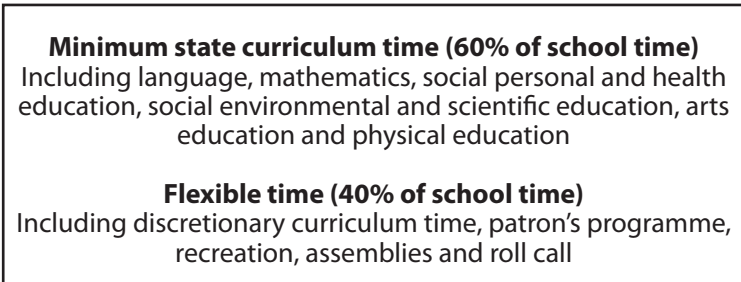 Minimum state curriculum time (60% of school time)
Including language, mathematics, social personal and health
education, social environmental and scientific education, arts
education and physical education
Flexible time (40% of school time)
Including discretionary curriculum time, patron’s programme,
recreation, assemblies and roll call